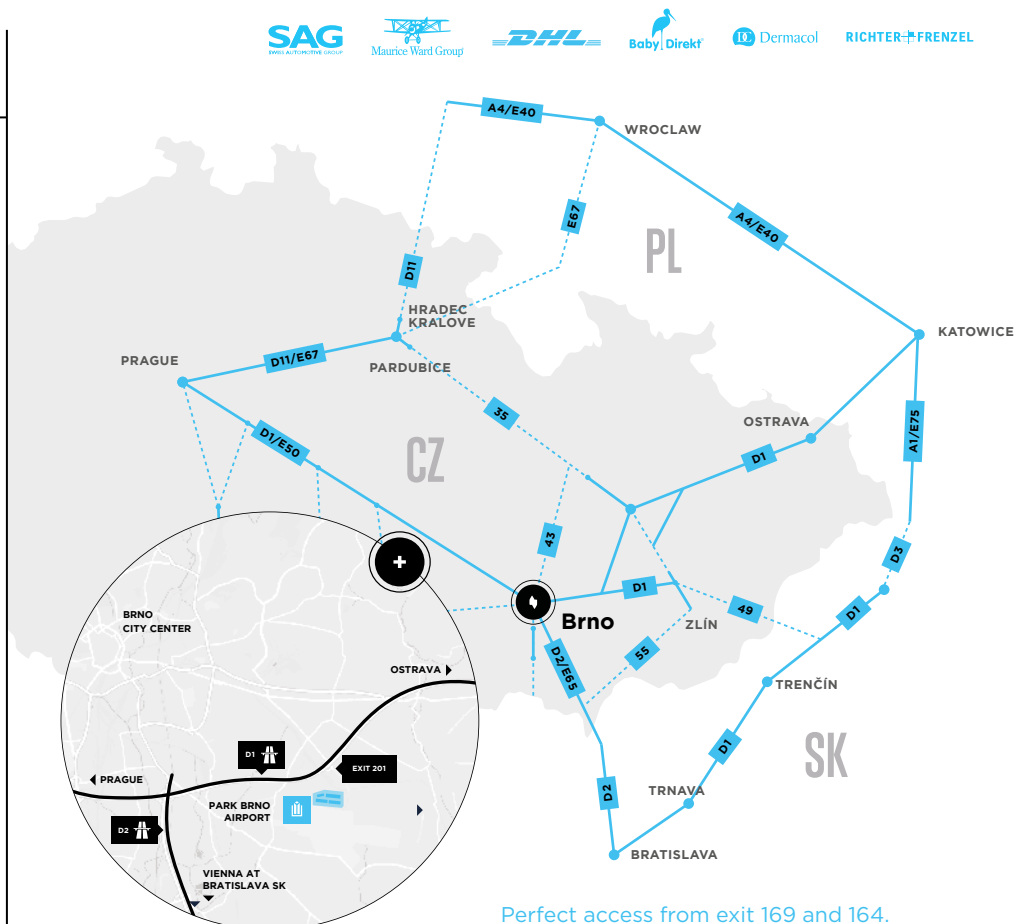 SAG
SWISS AUTOMOTIVE GROUP
Maurice Ward Group
DHL
Baby Direkt
DC Dermacol
RICHTER+FRENZEL
A4/E40
WROCLAW
E67
A4/E40
PL
D11
HRADEC
KRALOVE
KATOWICE
PRAGUE
D11/E67
PARDUBICE
35
A1/E75
OSTRAVA
D1/E50
CZ
D1
43
D3
D1
Brno
49
D1
ZLÍN
55
D2/E65
TRENČÍN
D1
SK
TRNAVA
D2
BRATISLAVA
BRNO
CITY CENTER
OSTRAVA
D1
EXIT 201
PRAGUE
PARK BRNO
AIRPORT
D2
VIENNA AT
BRATISLAVA SK
Perfect access from exit 169 and 164.